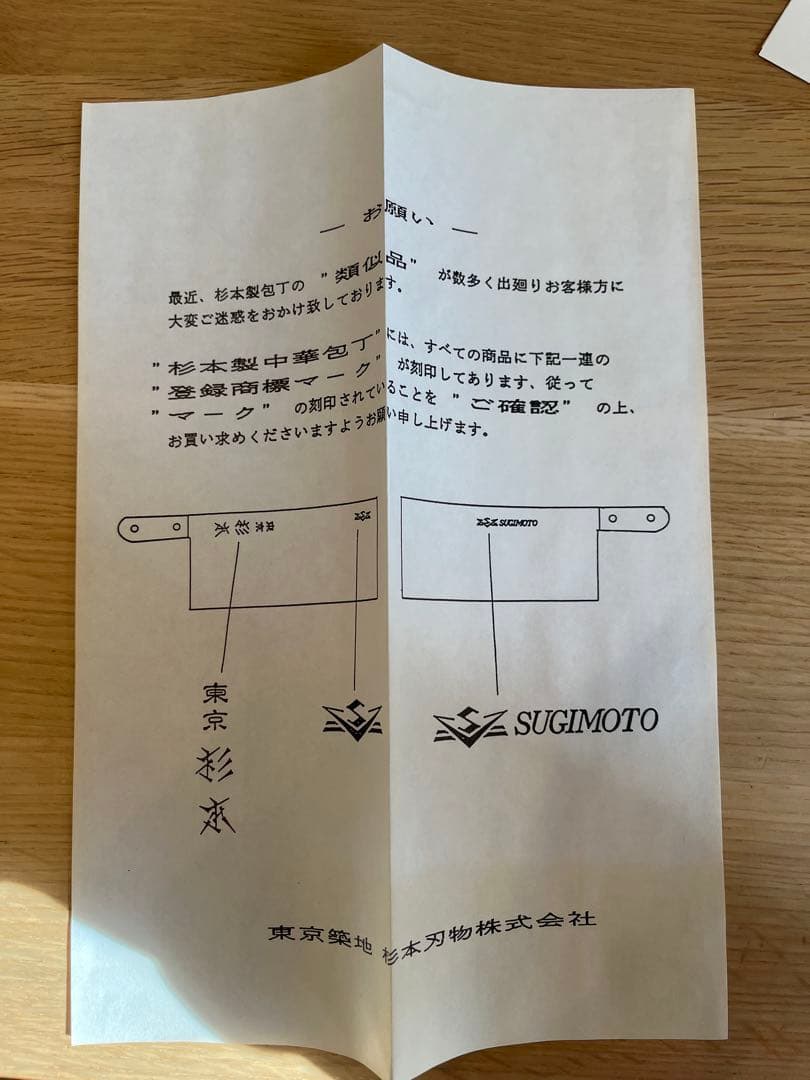 — お願い —
最近、杉本製包丁の "類似品" が数多く出廻りお客様方に
大変ご迷惑をおかけ致しております。
"杉本製中華包丁" には、すべての商品に下記一連の
"登録商標マーク" が刻印してあります、従って
"マーク" の刻印されていることを "ご確認" の上、
お買い求めくださいますようお願い申し上げます。
東京 杉本
SUGIMOTO
東京
杉本
SUGIMOTO
東京築地 杉本刃物株式会社